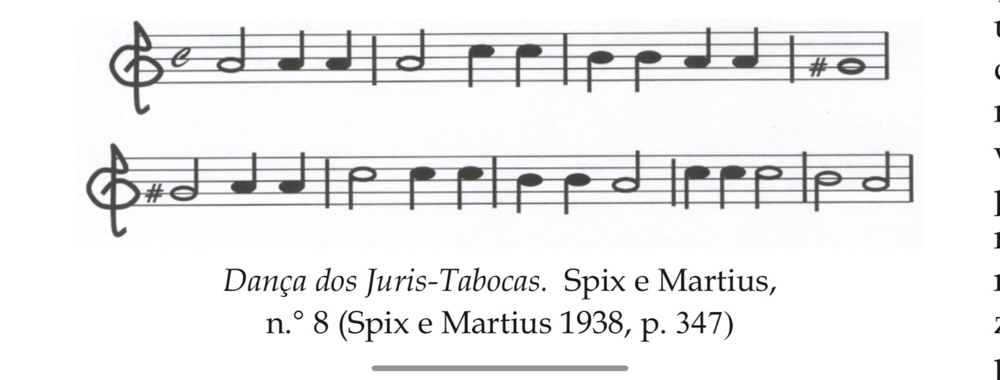 Dança dos Juris-Tabocas. Spix e Martius,
n.° 8 (Spix e Martius 1938, p. 347)